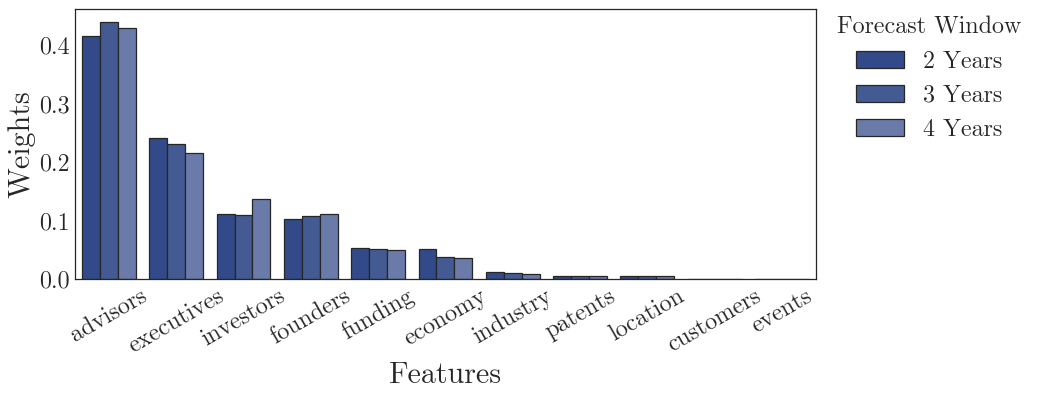 Forecast Window
2 Years
3 Years
4 Years
Weights
0.4
0.3
0.2
0.1
0.0
advisors
executives
investors
founders
funding
economy
industry
patents
location
customers
events
Features